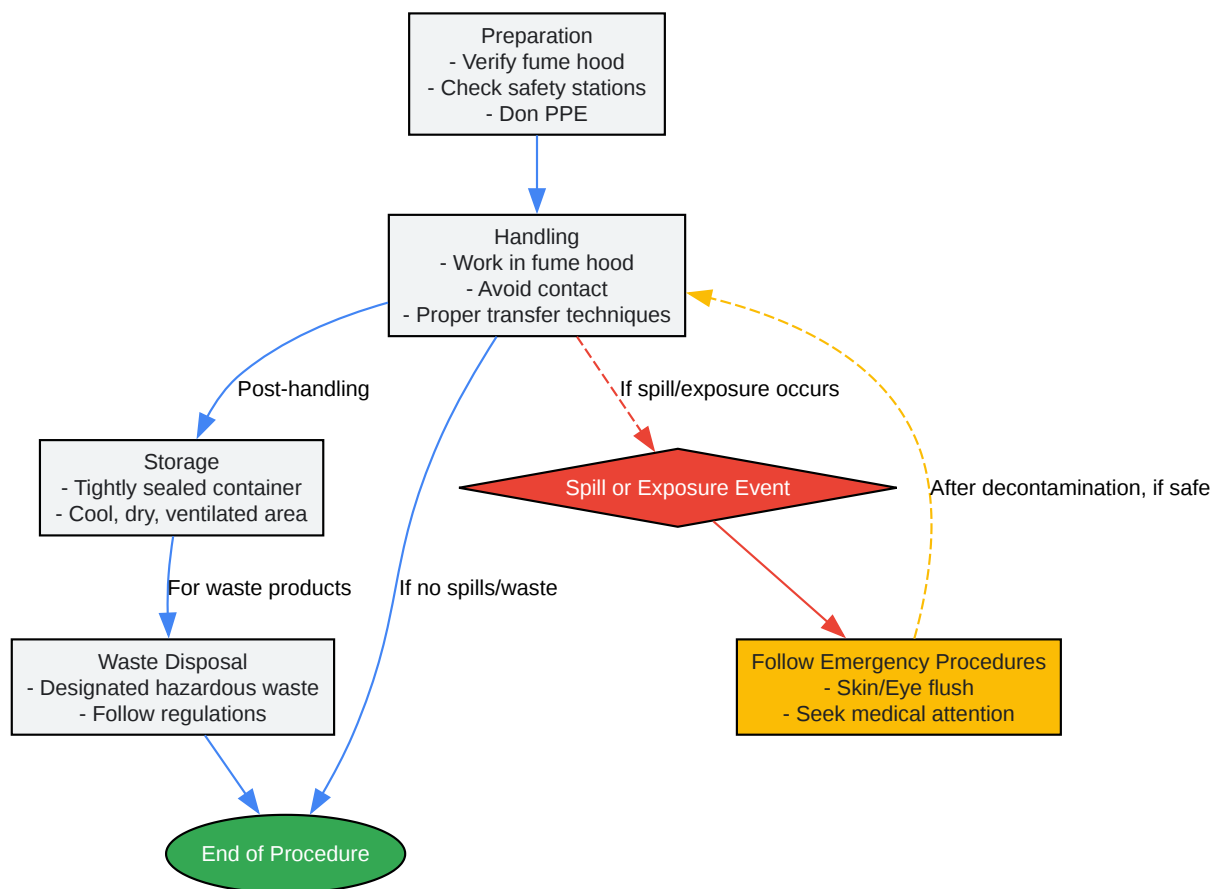 Preparation
- Verify fume hood
- Check safety stations
- Don PPE
Handling
- Work in fume hood
- Avoid contact
- Proper transfer techniques
Post-handling
If spill/exposure occurs
Storage
- Tightly sealed container
- Cool, dry, ventilated area
Spill or Exposure Event
After decontamination, if safe
For waste products
If no spills/waste
Waste Disposal
- Designated hazardous waste
- Follow regulations
Follow Emergency Procedures
- Skin/Eye flush
- Seek medical attention
End of Procedure